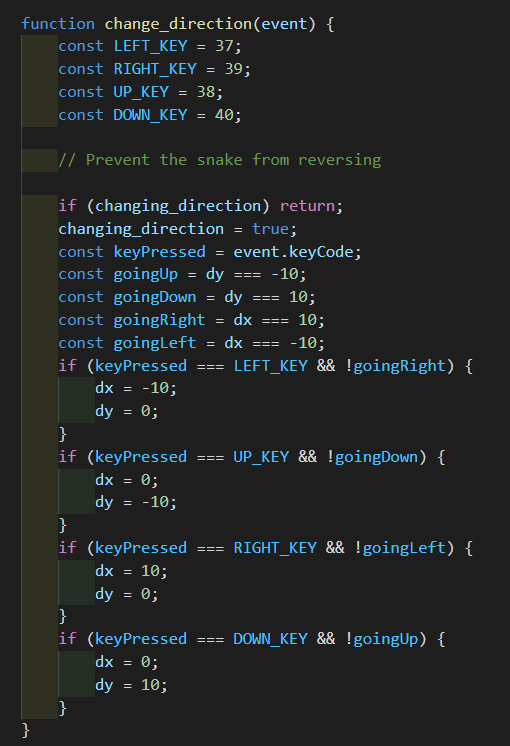 function change_direction(event) {
    const LEFT_KEY = 37;
    const RIGHT_KEY = 39;
    const UP_KEY = 38;
    const DOWN_KEY = 40;

    // Prevent the snake from reversing

    if (changing_direction) return;
    changing_direction = true;
    const keyPressed = event.keyCode;
    const goingUp = dy === -10;
    const goingDown = dy === 10;
    const goingRight = dx === 10;
    const goingLeft = dx === -10;
    if (keyPressed === LEFT_KEY && !goingRight) {
        dx = -10;
        dy = 0;
    }
    if (keyPressed === UP_KEY && !goingDown) {
        dx = 0;
        dy = -10;
    }
    if (keyPressed === RIGHT_KEY && !goingLeft) {
        dx = 10;
        dy = 0;
    }
    if (keyPressed === DOWN_KEY && !goingUp) {
        dx = 0;
        dy = 10;
    }
}